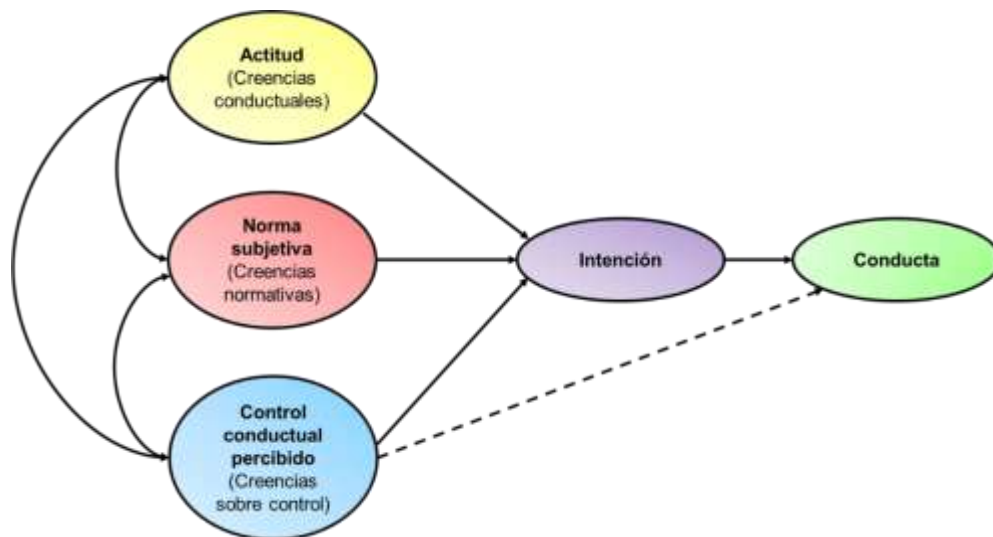 Actitud
(Creencias
conductuales)
Norma
subjetiva
(Creencias
normativas)
Intención
Conducta
Control
conductual
percibido
(Creencias
sobre control)